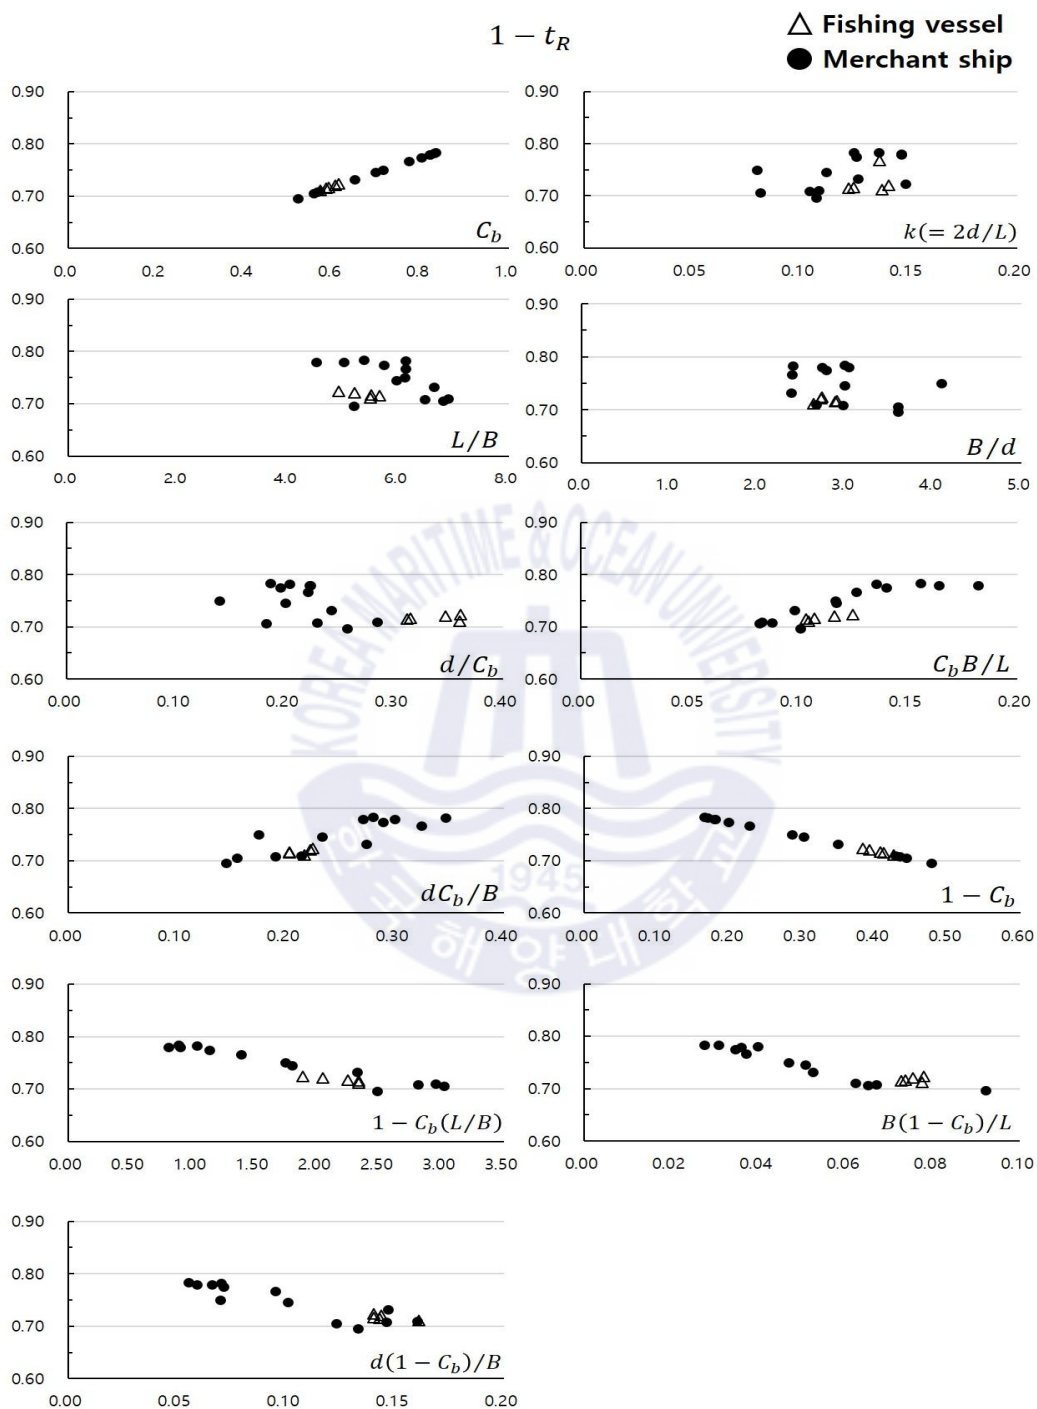 1 − t_R
△ Fishing vessel
● Merchant ship
0.90 0.90
0.80 0.80
0.70 0.70
0.60 C_b 0.60 k(= 2d/L)
0.0 0.2 0.4 0.6 0.8 1.0 0.00 0.05 0.10 0.15 0.20
0.90 0.90
0.80 0.80
0.70 0.70
0.60 L/B 0.60 B/d
0.0 2.0 4.0 6.0 8.0 0.0 1.0 2.0 3.0 4.0 5.0
0.90 0.90
0.80 0.80
0.70 0.70
0.60 d/C_b 0.60 C_b B/L
0.00 0.10 0.20 0.30 0.40 0.00 0.05 0.10 0.15 0.20
0.90 0.90
0.80 0.80
0.70 0.70
0.60 dC_b/B 0.60 1 − C_b
0.00 0.10 0.20 0.30 0.40 0.00 0.10 0.20 0.30 0.40 0.50 0.60
0.90 0.90
0.80 0.80
0.70 0.70
0.60 1 − C_b(L/B) 0.60 B(1 − C_b)/L
0.00 0.50 1.00 1.50 2.00 2.50 3.00 3.50 0.00 0.02 0.04 0.06 0.08 0.10
0.90
0.80
0.70
0.60 d(1 − C_b)/B
0.00 0.05 0.10 0.15 0.20
KOREA MARITIME & OCEAN UNIVERSITY
1945
한국해양대학교